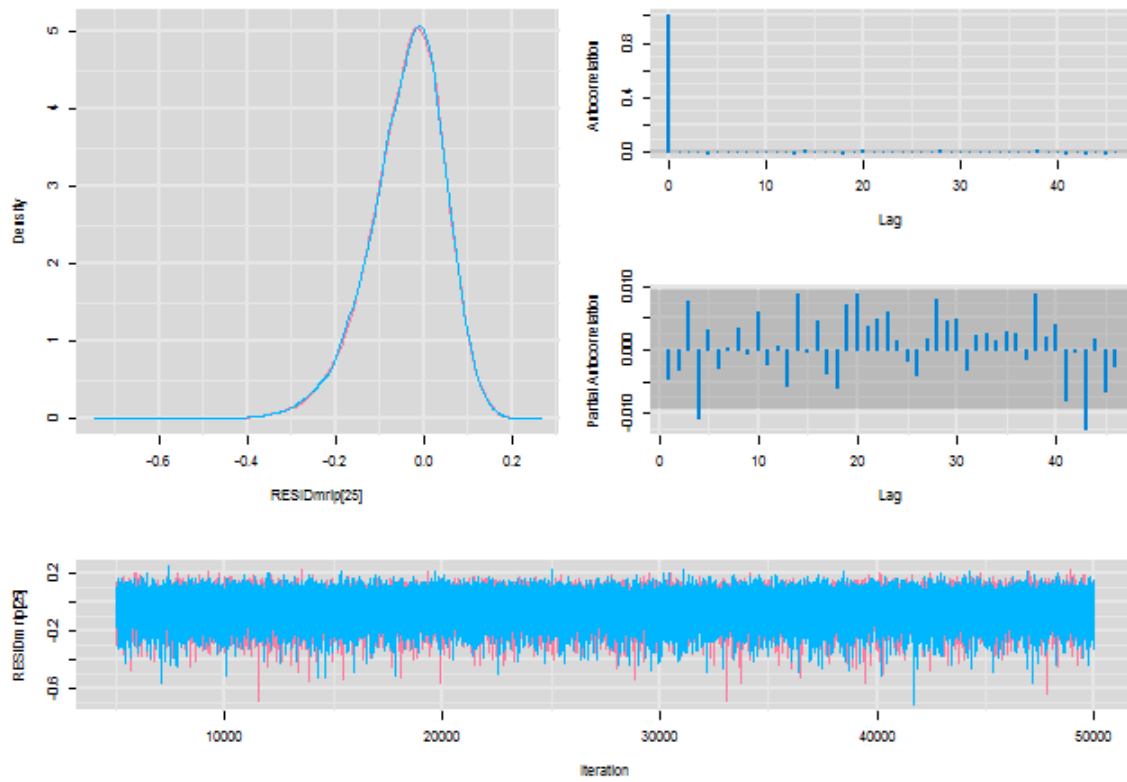 Density
0 1 2 3 4 5
-0.6 -0.4 -0.2 0.0 0.2
RESIDmrip[25]
Autocorrelation
0.0 0.4 0.8
0 10 20 30 40
Lag
Partial Autocorrelation
-0.010 0.000 0.010
0 10 20 30 40
Lag
RESIDmrip[25]
-0.6 -0.2 0.2
10000 20000 30000 40000 50000
Iteration